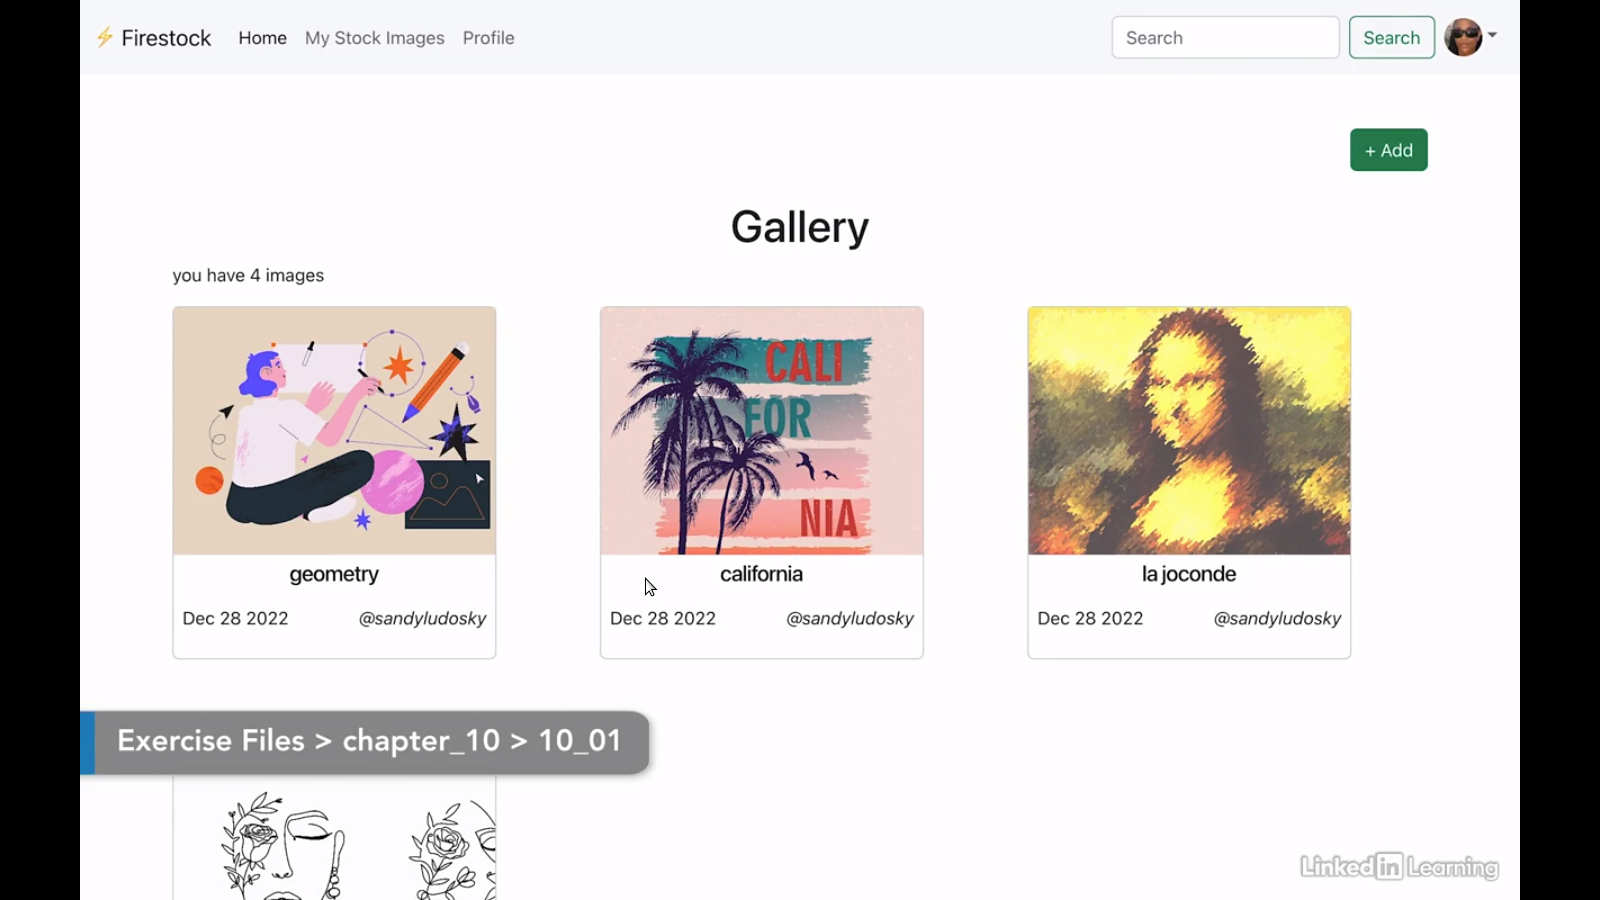 ⚡ Firestock Home My Stock Images Profile Search Search
+ Add
Gallery
you have 4 images
CALI
FOR
NIA
geometry
Dec 28 2022 @sandyludosky
california
Dec 28 2022 @sandyludosky
la joconde
Dec 28 2022 @sandyludosky
Exercise Files > chapter_10 > 10_01
Linked in Learning